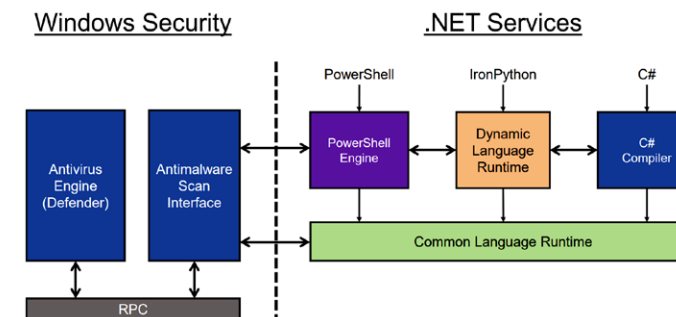 Windows Security
.NET Services
PowerShell
IronPython
C#
Antivirus
Engine
(Defender)
Antimalware
Scan
Interface
PowerShell
Engine
Dynamic
Language
Runtime
C#
Compiler
Common Language Runtime
RPC